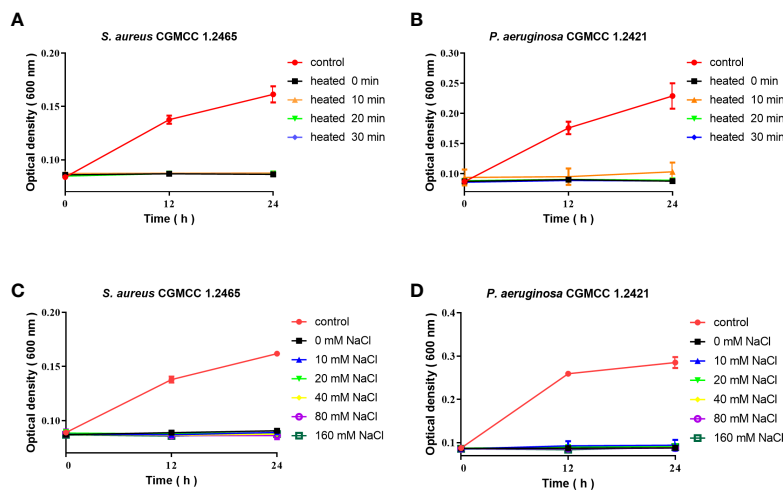 A
S. aureus CGMCC 1.2465
Optical density ( 600 nm )
0.20
0.15
0.10
0
12
24
Time ( h )
control
heated 0 min
heated 10 min
heated 20 min
heated 30 min
B
P. aeruginosa CGMCC 1.2421
Optical density ( 600 nm )
0.30
0.25
0.20
0.15
0.10
0
12
24
Time ( h )
control
heated 0 min
heated 10 min
heated 20 min
heated 30 min
C
S. aureus CGMCC 1.2465
Optical density ( 600 nm )
0.20
0.15
0.10
0
12
24
Time ( h )
control
0 mM NaCl
10 mM NaCl
20 mM NaCl
40 mM NaCl
80 mM NaCl
160 mM NaCl
D
P. aeruginosa CGMCC 1.2421
Optical density ( 600 nm )
0.4
0.3
0.2
0.1
0
12
24
Time ( h )
control
0 mM NaCl
10 mM NaCl
20 mM NaCl
40 mM NaCl
80 mM NaCl
160 mM NaCl